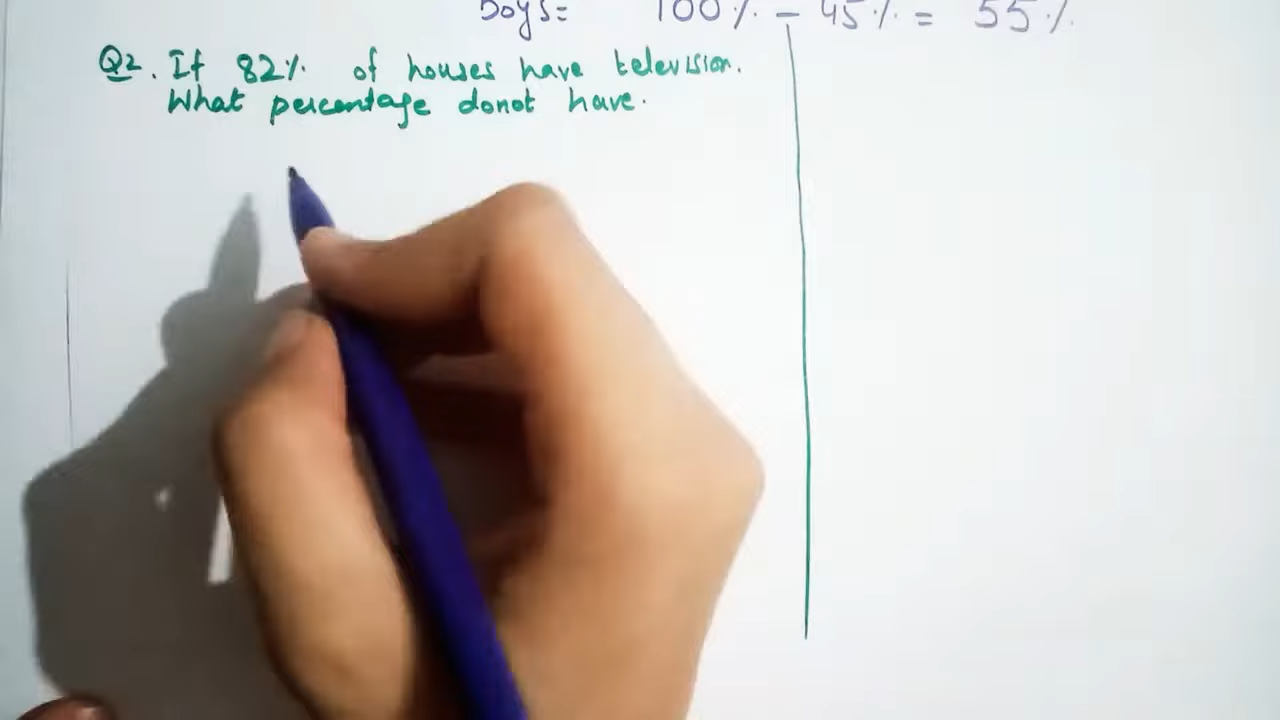 Boys= 100% - 45% = 55%
Q2. If 82% of houses have television.
What percentage donot have.